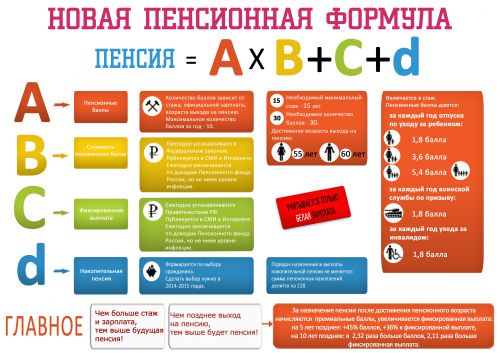 НОВАЯ ПЕНСИОННАЯ ФОРМУЛА
ПЕНСИЯ = A X B+C+d
A
Пенсионные
баллы
Количество баллов зависит от
стажа, официальной зарплаты,
возраста выхода на пенсию.
Максимальное количество
баллов за год - 10.
15
Необходимый минимальный
стаж - 15 лет.
30
Необходимо количество
баллов - 30.
Достижение возраста выхода на
пенсию:
55 лет
60 лет
Включается в стаж.
Пенсионные баллы даются:
за каждый год отпуска
по уходу за ребенком:
1,8 балла
3,6 балла
5,4 балла
за каждый год воинской
службы по призыву:
1,8 балла
за каждый год ухода за
инвалидом:
1,8 балла
B
Стоимость
пенсионного балла
Ежегодно устанавливается
Федеральным законом.
Публикуется в СМИ и Интернете.
Ежегодно увеличивается
по доходам Пенсионного фонда
России, но не ниже уровня
инфляции.
C
Фиксированная
выплата
Ежегодно устанавливается
Правительством РФ.
Публикуется в СМИ и Интернете.
Ежегодно увеличивается
по доходам Пенсионного фонда
России, но не ниже уровня
инфляции.
УЧИТЫВАЕТСЯ ТОЛЬКО
БЕЛАЯ ЗАРПЛАТА
d
Накопительная
пенсия
Формируется по выбору
гражданина.
Сделать выбор нужно в
2014-2015 годах.
Порядок назначения и выплаты
накопительной пенсии не меняется:
сумма пенсионных накоплений
делится на 228.
ГЛАВНОЕ
Чем больше стаж
и зарплата,
тем выше будущая
пенсия!
Чем позднее выход
на пенсию,
тем выше будет пенсия!
За назначение пенсии после достижения пенсионного возраста
начисляются премиальные баллы, увеличивается фиксированная выплата:
на 5 лет позднее: +45% баллов, +36% к фиксированной выплате,
на 10 лет позднее: в 2,32 раза больше баллов, 2,11 раза больше
фиксированная выплата.